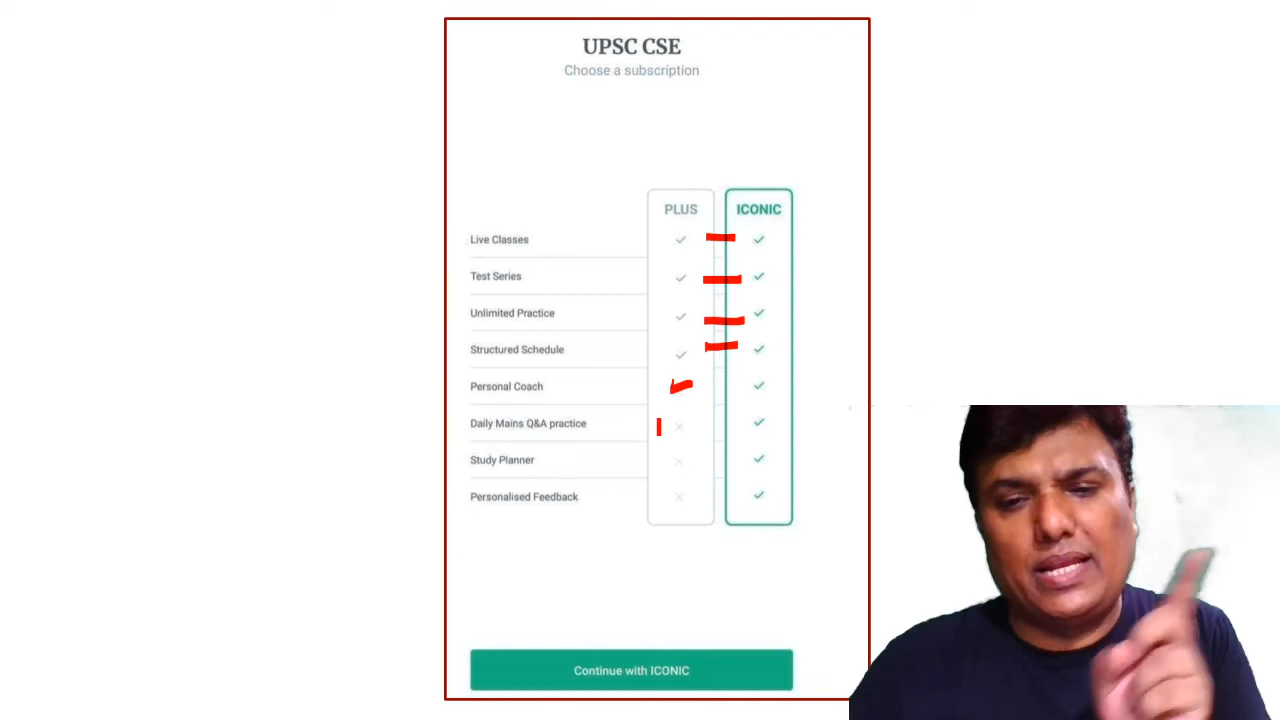 UPSC CSE
Choose a subscription
PLUS ICONIC
Live Classes
Test Series
Unlimited Practice
Structured Schedule
Personal Coach
Daily Mains Q&A practice
Study Planner
Personalised Feedback
Continue with ICONIC